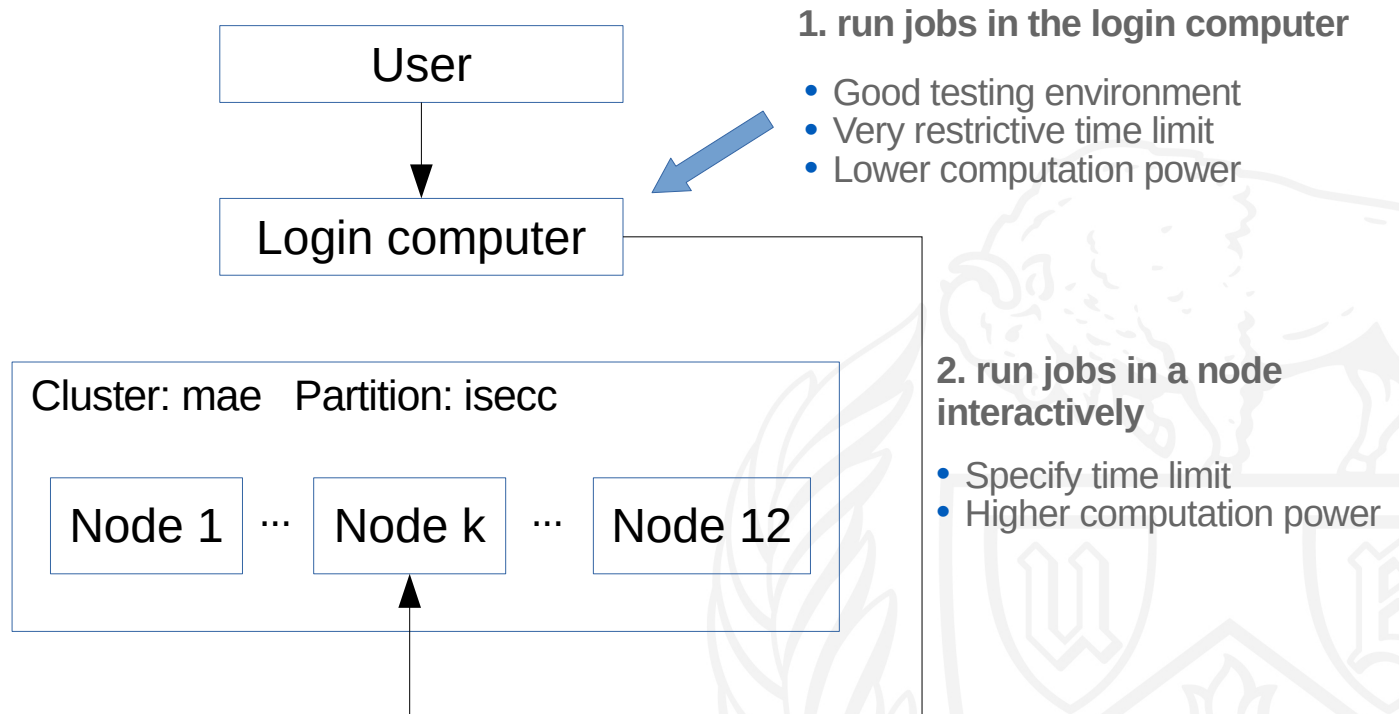 User
Login computer
1. run jobs in the login computer
• Good testing environment
• Very restrictive time limit
• Lower computation power
Cluster: mae   Partition: isecc
Node 1 ... Node k ... Node 12
2. run jobs in a node
interactively
• Specify time limit
• Higher computation power